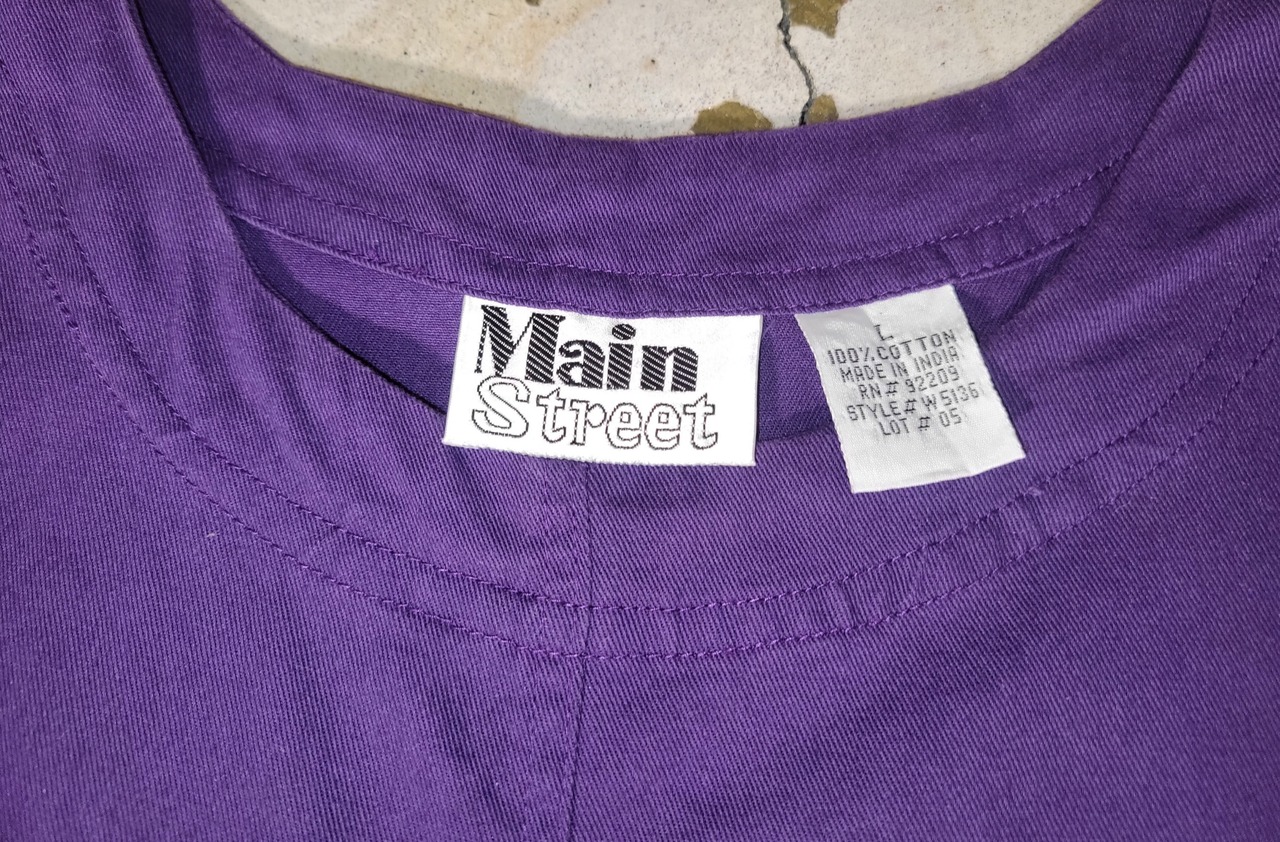 Main
Street
L
100% COTTON
MADE IN INDIA
RN # 92209
STYLE # W5136
LOT # 05